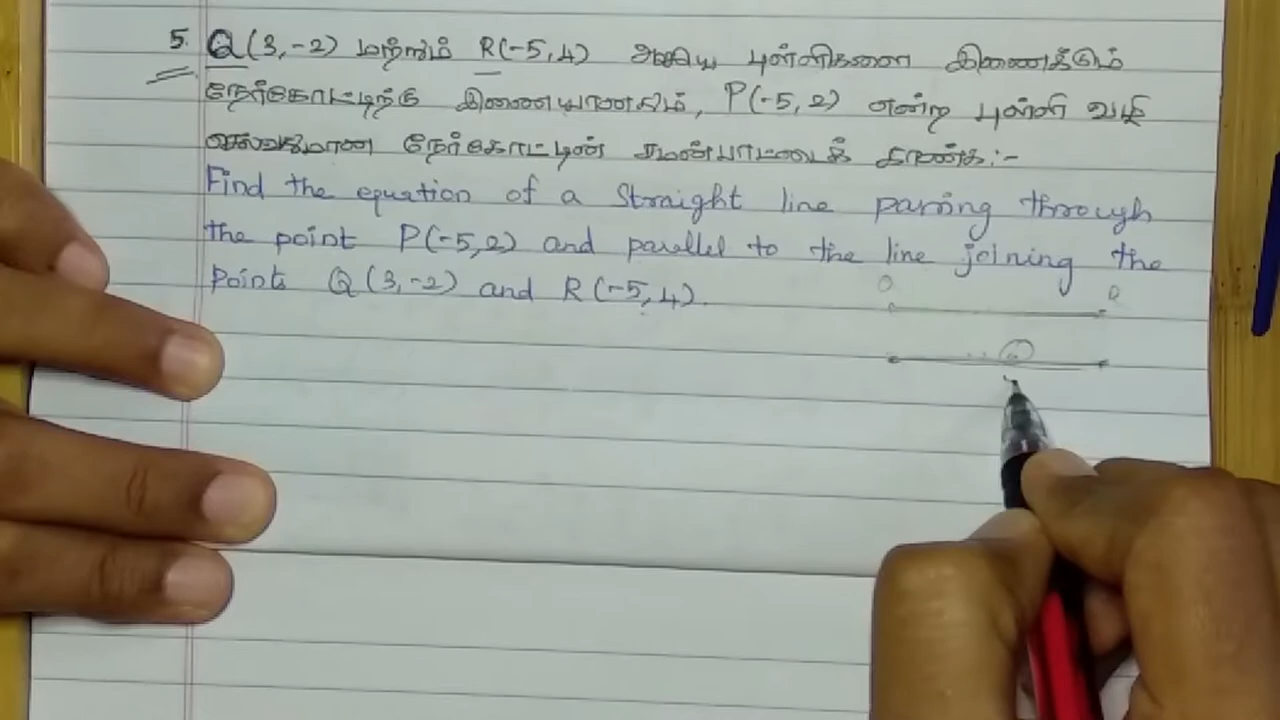 5. Q(3,-2) மற்றும் R(-5,4) ஆகிய புள்ளிகளை இணைக்கும்
நேர்கோட்டிற்கு இணையாணகவும், P(-5,2) என்ற புள்ளி வழி
செல்வதுமான நேர்கோட்டின் சமன்பாட்டைக் காண்க:-
Find the equation of a Straight line passing through
the point P(-5,2) and parallel to the line joining the
Points Q(3,-2) and R(-5,4).